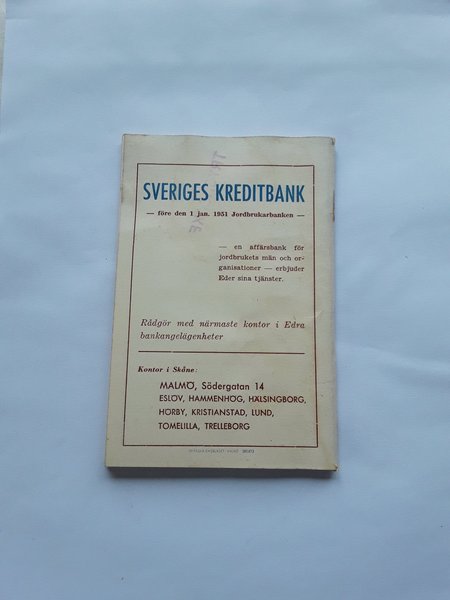 SVERIGES KREDITBANK
— före den 1 jan. 1951 Jordbrukarbanken —
— en affärsbank för
jordbrukets män och or-
ganisationer — erbjuder
Eder sina tjänster.
Rådgör med närmaste kontor i Edra
bankangelägenheter
Kontor i Skåne:
MALMÖ, Södergatan 14
ESLÖV, HAMMENHÖG, HÄLSINGBORG,
HÖRBY, KRISTIANSTAD, LUND,
TOMELILLA, TRELLEBORG